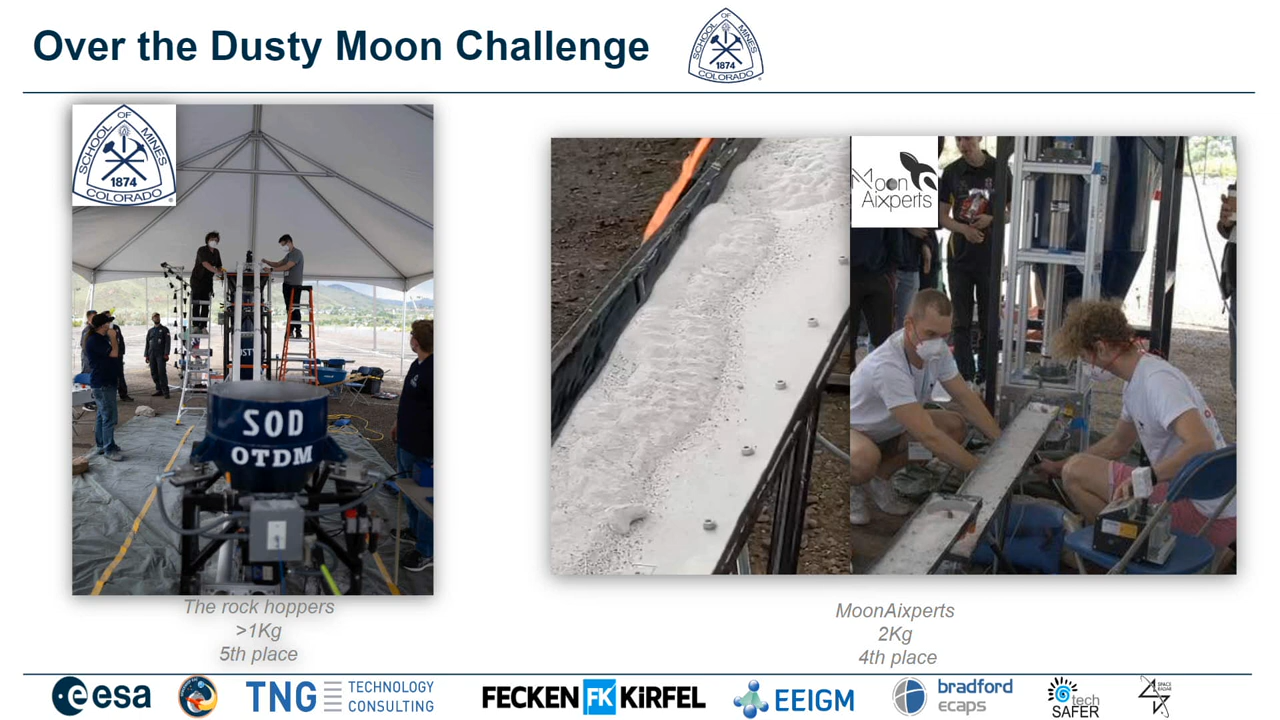 Over the Dusty Moon Challenge
SCHOOL OF MINES
1874
COLORADO
SCHOOL OF MINES
1874
COLORADO
SOD
OTDM
Moon
Aixperts
The rock hoppers
>1Kg
5th place
MoonAixperts
2Kg
4th place
esa
TNG TECHNOLOGY
CONSULTING
FECKEN FK KiRFEL
EEIGM
bradford
ecaps
tech
SAFER
SPACE
RADAR